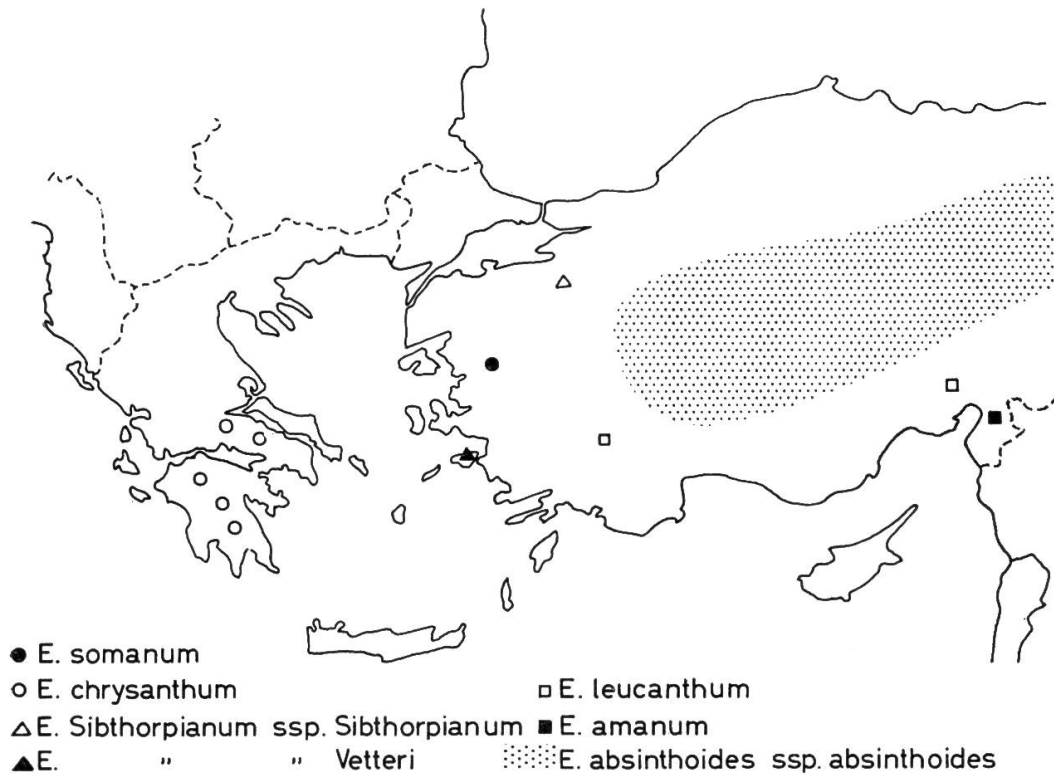 E. somanum
E. chrysanthum
E. Sibthorpianum ssp. Sibthorpianum
E. " " Vetteri
E. leucanthum
E. amanum
E. absinthoides ssp. absinthoides